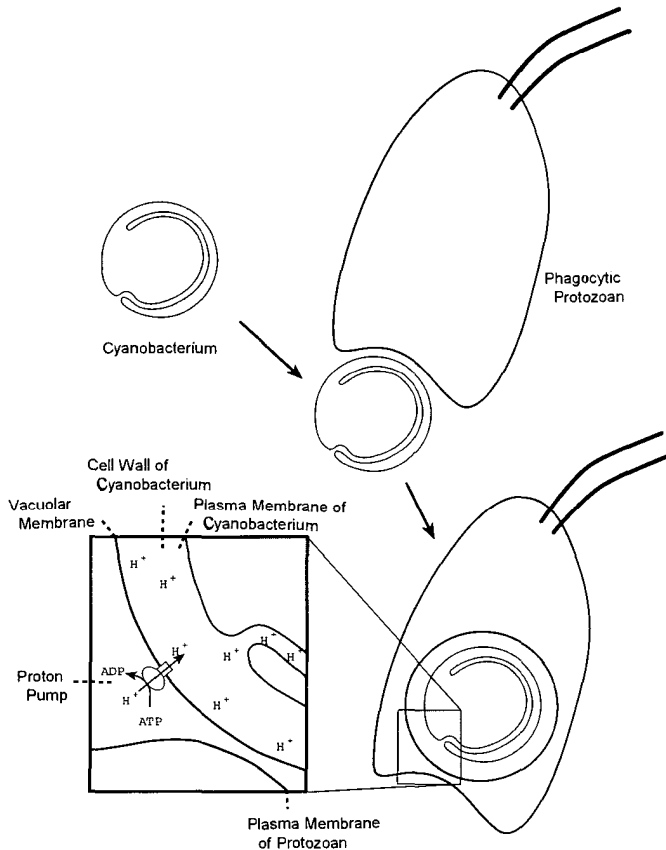 Phagocytic
Protozoan
Cyanobacterium
Cell Wall of
Cyanobacterium
Vacuolar
Membrane
Plasma Membrane of
Cyanobacterium
H+
H+
H+
H+
H+
H+
ADP
Proton
Pump
H+
H+
ATP
H+
Plasma Membrane
of Protozoan